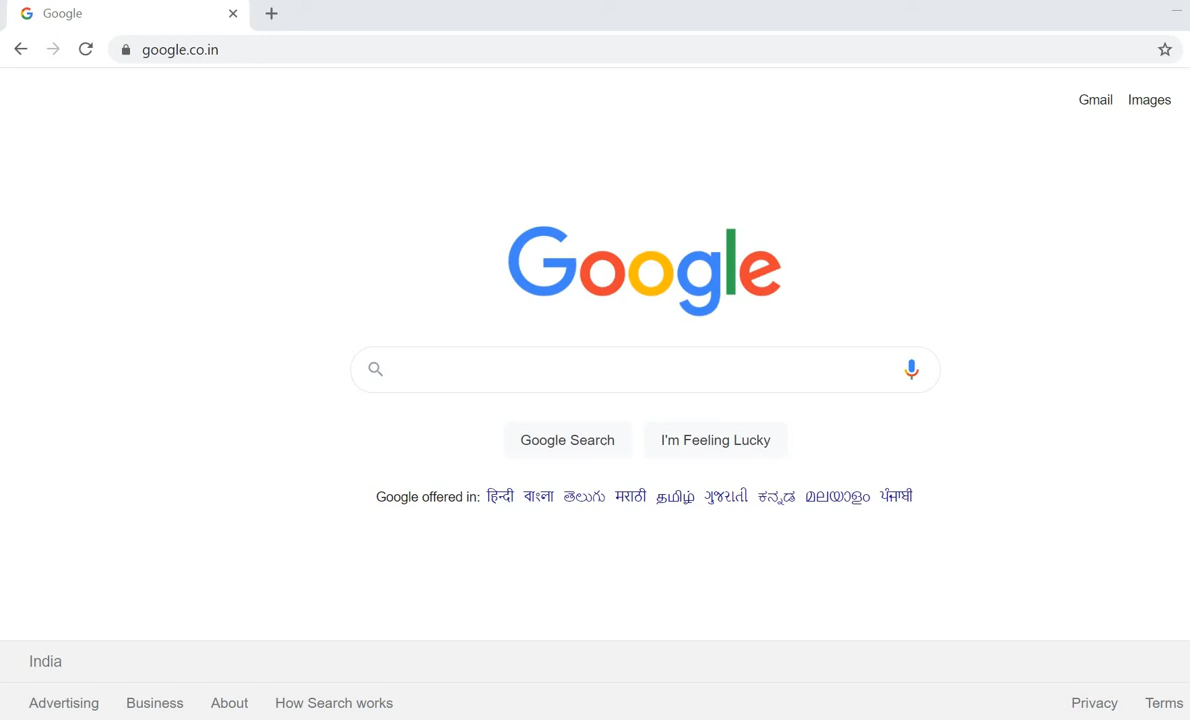 Google
google.co.in
Gmail Images
Google
Google Search I'm Feeling Lucky
Google offered in: हिन्दी বাংলা తెలుగు मराठी தமிழ் ગુજરાતી ಕನ್ನಡ മലയാളം ਪੰਜਾਬੀ
India
Advertising Business About How Search works Privacy Terms